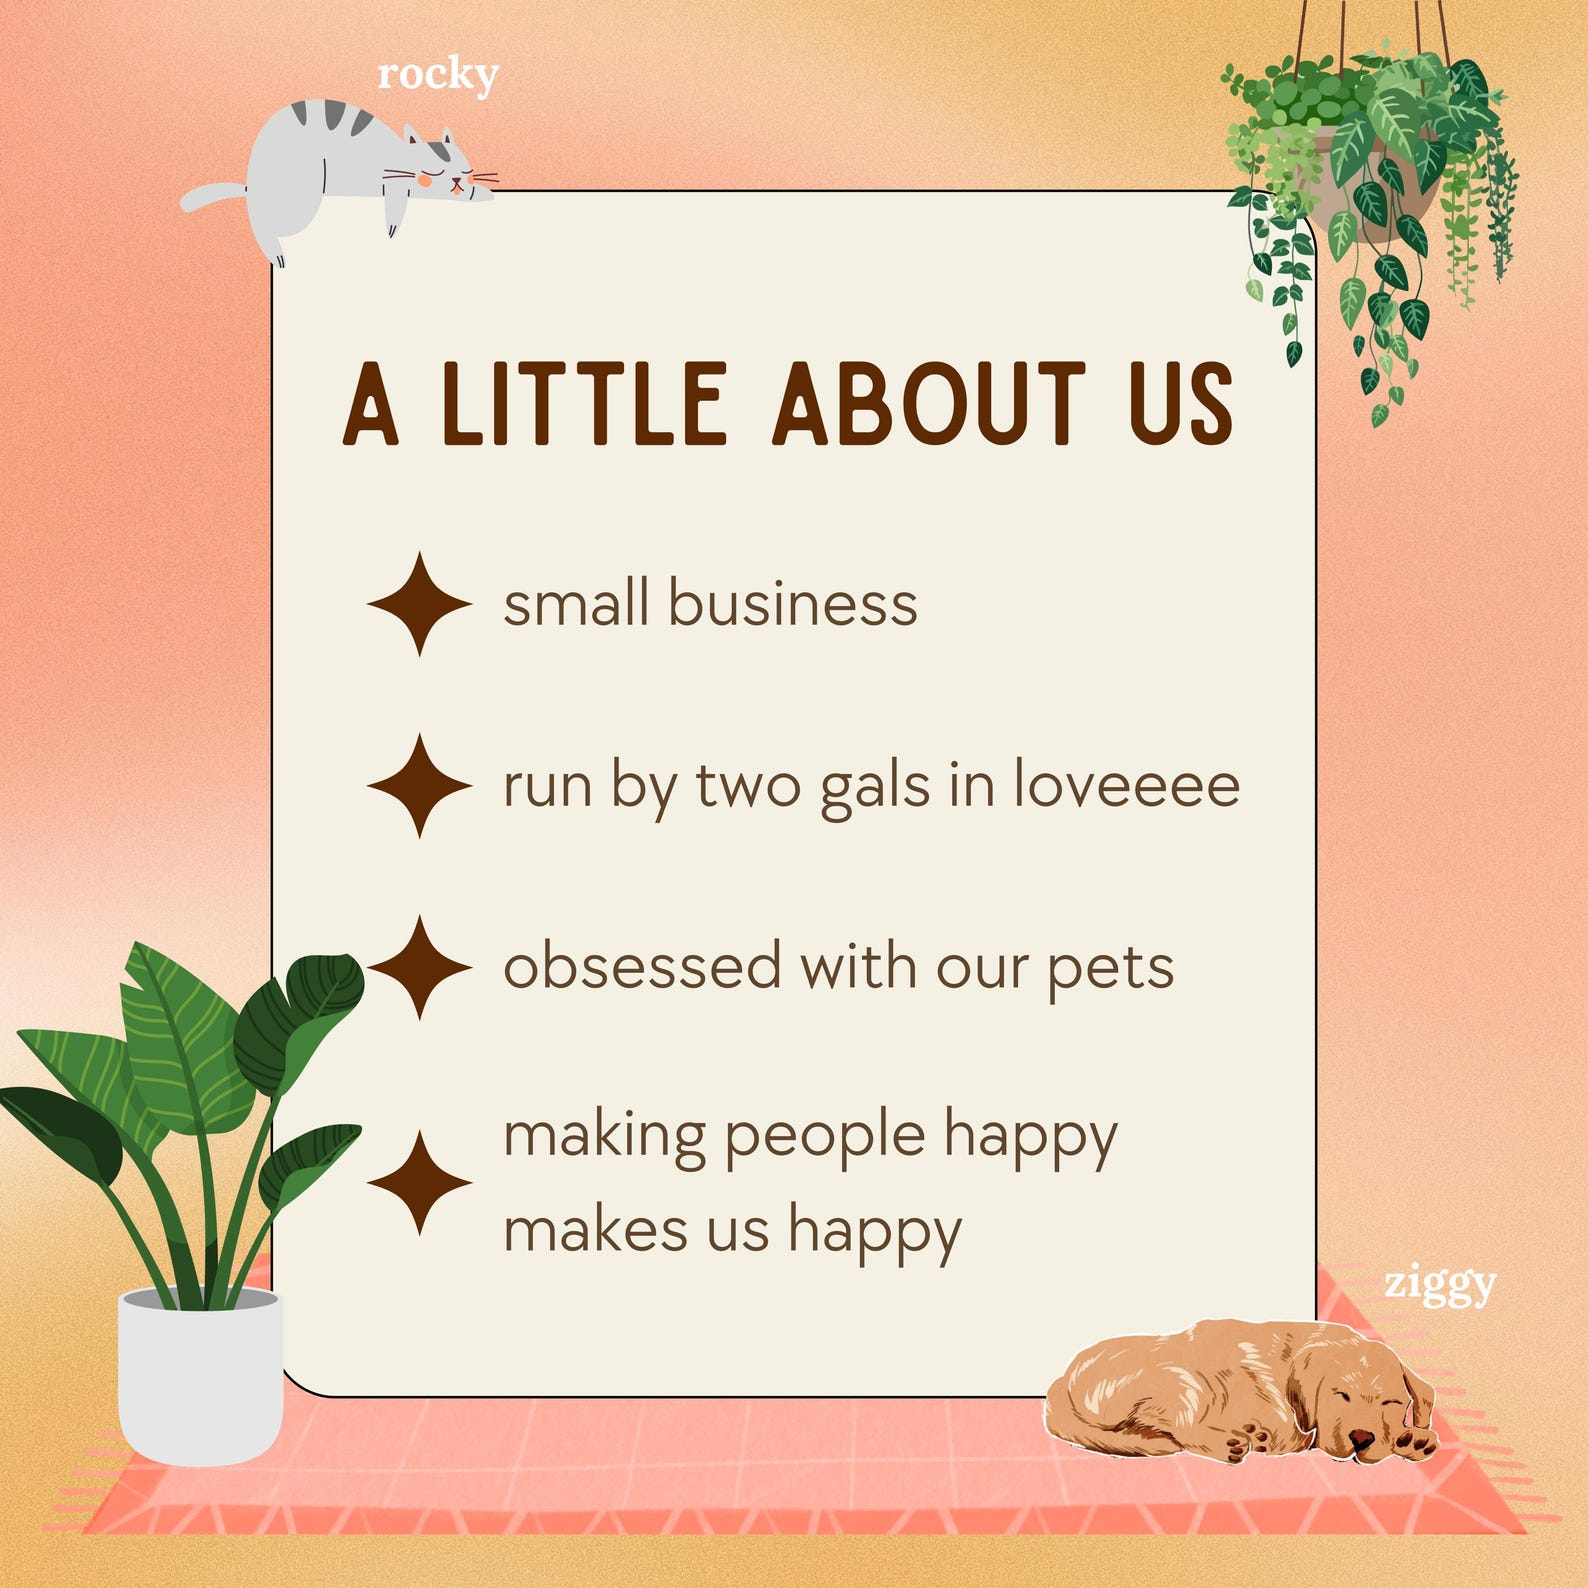 rocky
A LITTLE ABOUT US
small business
run by two gals in loveeee
obsessed with our pets
making people happy
makes us happy
ziggy